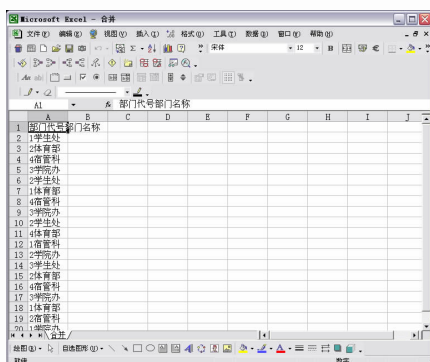 Microsoft Excel - 合并
文件(F) 编辑(E) 视图(V) 插入(I) 格式(O) 工具(T) 数据(D) 窗口(W) 帮助(H)
宋体 12 B
A1 fx 部门代号部门名称
A B C D E F G H I J
1 部门代号部门名称
2 1学生处
3 2体育部
4 4宿管科
5 3学院办
6 2学生处
7 1体育部
8 4宿管科
9 3学院办
10 2学生处
11 4体育部
12 1宿管科
13 2学院办
14 3学生处
15 2体育部
16 4宿管科
17 3学院办
18 1体育部
19 2宿管科
20 1学院办
合并
绘图(R) 自选图形(U)
就绪 数字